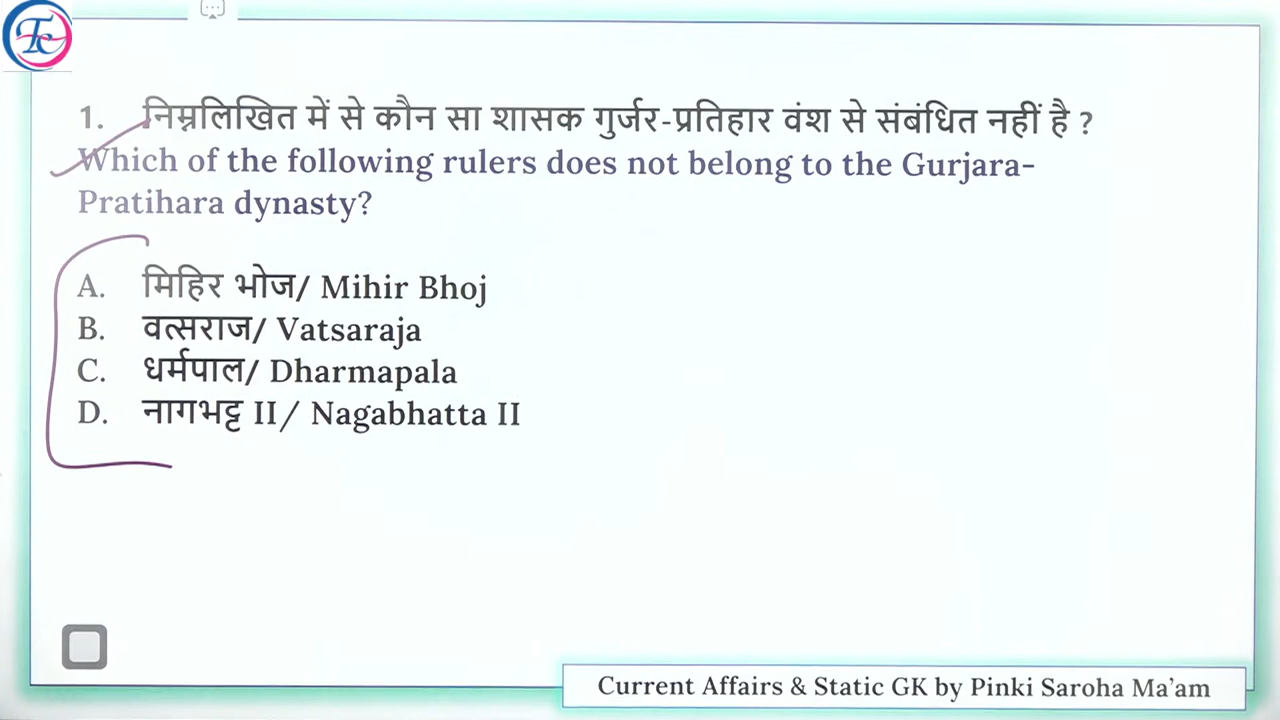 Tc
1. निम्नलिखित में से कौन सा शासक गुर्जर-प्रतिहार वंश से संबंधित नहीं है ?
Which of the following rulers does not belong to the Gurjara-
Pratihara dynasty?
A. मिहिर भोज/ Mihir Bhoj
B. वत्सराज/ Vatsaraja
C. धर्मपाल/ Dharmapala
D. नागभट्ट II/ Nagabhatta II
Current Affairs & Static GK by Pinki Saroha Ma’am